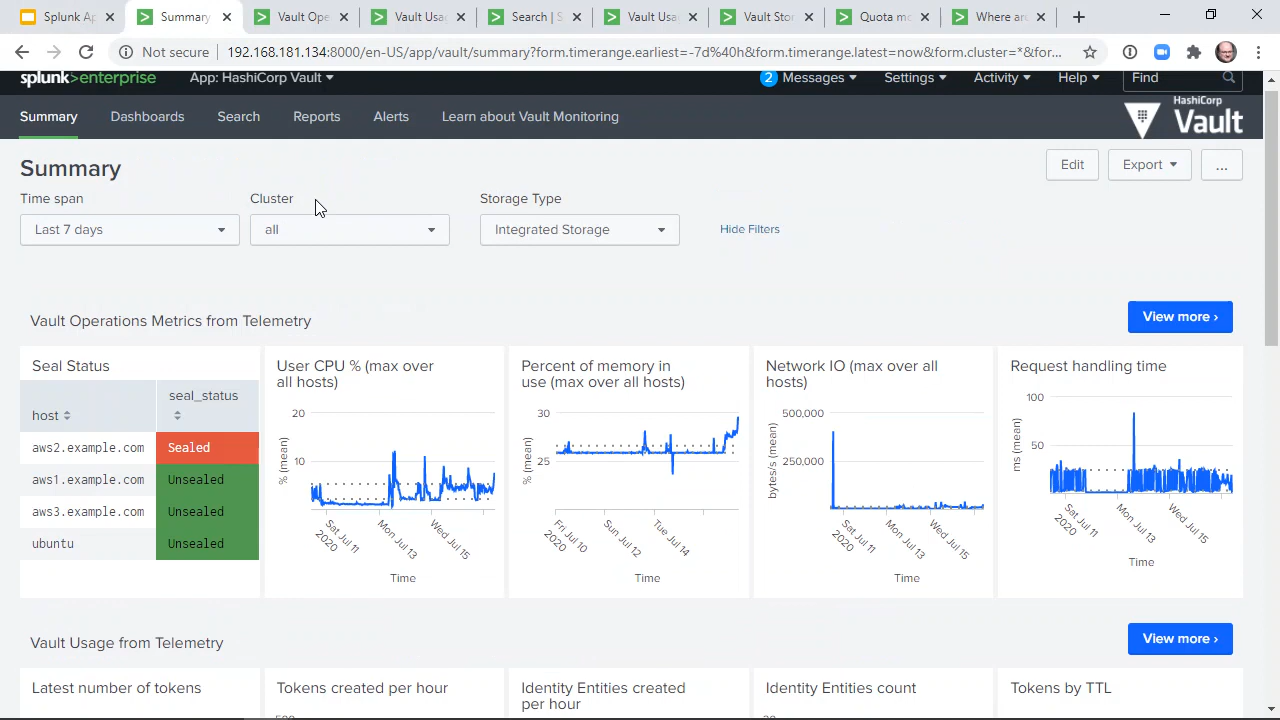 Splunk Ap
Summary
Vault Ope
Vault Usag
Search | S
Vault Usag
Vault Stor
Quota mo
Where are
Not secure
192.168.181.134:8000/en-US/app/vault/summary?form.timerange.earliest=-7d%40h&form.timerange.latest=now&form.cluster=*&for...
splunk>enterprise
App: HashiCorp Vault
2
Messages
Settings
Activity
Help
Find
Summary
Dashboards
Search
Reports
Alerts
Learn about Vault Monitoring
HashiCorp
Vault
Summary
Edit
Export
...
Time span
Cluster
Storage Type
Last 7 days
all
Integrated Storage
Hide Filters
Vault Operations Metrics from Telemetry
View more ›
Seal Status
host
seal_status
aws2.example.com
Sealed
aws1.example.com
Unsealed
aws3.example.com
Unsealed
ubuntu
Unsealed
User CPU % (max over
all hosts)
20
10
% (mean)
Sat Jul 11
2020
Mon Jul 13
Wed Jul 15
Time
Percent of memory in
use (max over all hosts)
30
25
% (mean)
Fri Jul 10
2020
Sun Jul 12
Tue Jul 14
Time
Network IO (max over all
hosts)
500,000
250,000
bytes/s (mean)
Sat Jul 11
2020
Mon Jul 13
Wed Jul 15
Time
Request handling time
100
50
ms (mean)
Sat Jul 11
2020
Mon Jul 13
Wed Jul 15
Time
Vault Usage from Telemetry
View more ›
Latest number of tokens
Tokens created per hour
Identity Entities created
per hour
Identity Entities count
Tokens by TTL